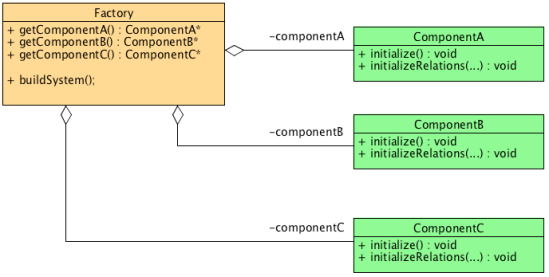 Factory
+ getComponentA() : ComponentA*
+ getComponentB() : ComponentB*
+ getComponentC() : ComponentC*
+ buildSystem();
-componentA
ComponentA
+ initialize() : void
+ initializeRelations(...) : void
-componentB
ComponentB
+ initialize() : void
+ initializeRelations(...) : void
-componentC
ComponentC
+ initialize() : void
+ initializeRelations(...) : void